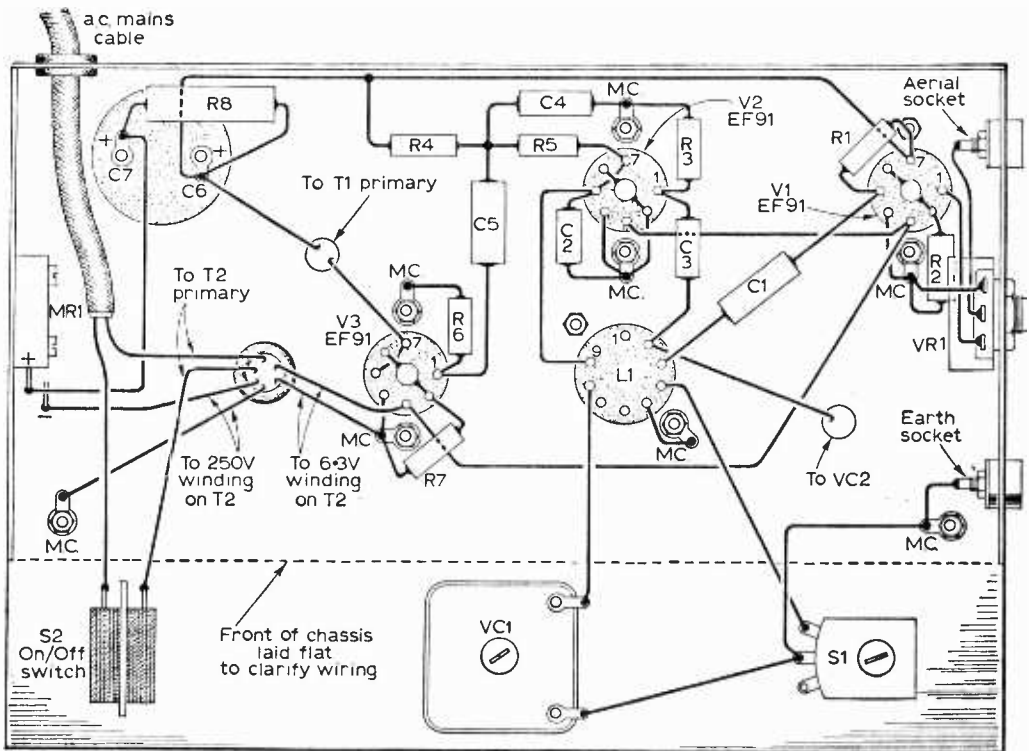 a.c. mains
cable
R8
C7
+
C6
+
R4
C4
R5
MC
V2
EF91
R3
7
1
Aerial
socket
R1
7
1
V1
EF91
To T1 primary
C5
C2
C3
MC.
C1
R2
MC
VR1
To T2
primary
MR1
+
–
MC
V3
EF91
7
R6
1
9
1
L1
MC
MC
R7
To 250V
winding
on T2
To 6·3V
winding
on T2
To VC2
Earth
socket
MC.
MC.
S2
On/Off
switch
Front of chassis
laid flat
to clarify wiring
VC1
S1